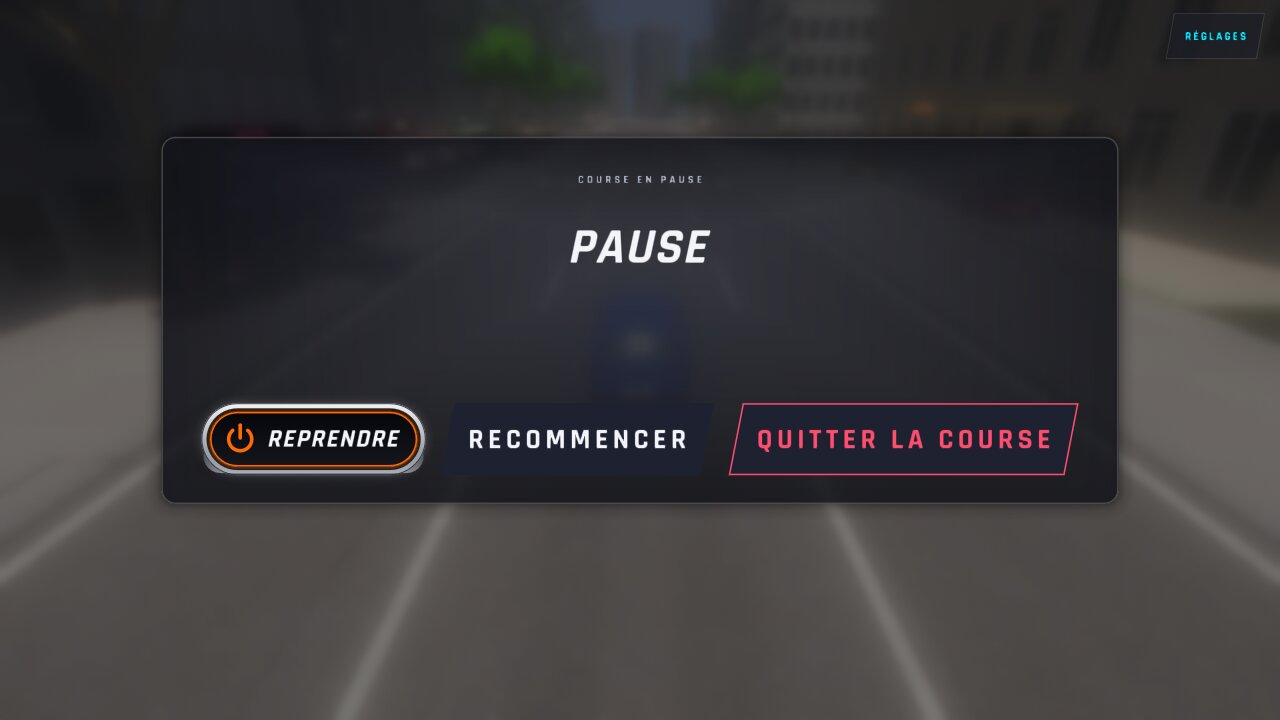 RÉGLAGES
COURSE EN PAUSE
PAUSE
REPRENDRE
RECOMMENCER
QUITTER LA COURSE